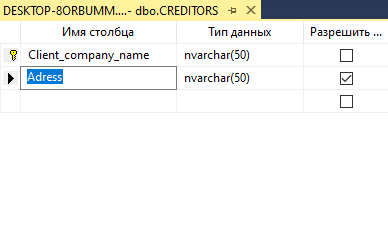 DESKTOP-8ORBUMM....- dbo.CREDITORS
Имя столбца Тип данных Разрешить ...
Client_company_name nvarchar(50)
Adress nvarchar(50)